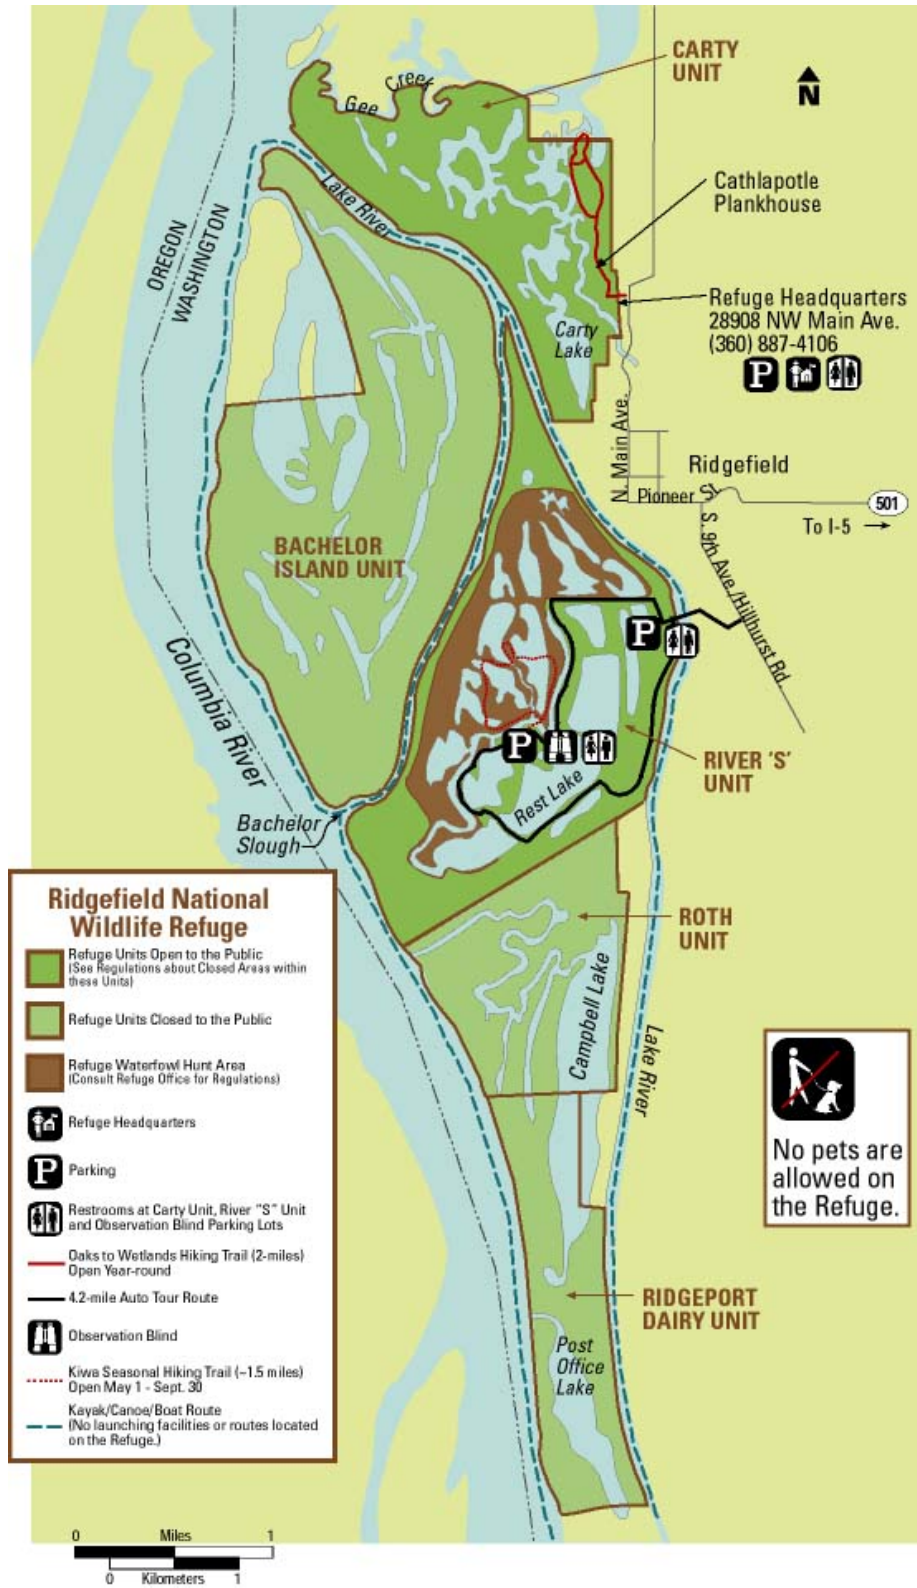 CARTY
UNIT
N
Gee Creek
Cathlapotle
Plankhouse
Lake River
OREGON
WASHINGTON
Refuge Headquarters
28908 NW Main Ave.
(360) 887-4106
P
Carty
Lake
N. Main Ave.
Ridgefield
Pioneer St.
501
To I-5
S. 9th Ave./Hillhurst Rd.
BACHELOR
ISLAND UNIT
P
Columbia River
P
RIVER 'S'
UNIT
Rest Lake
Bachelor
Slough
ROTH
UNIT
Campbell Lake
Lake River
Ridgefield National
Wildlife Refuge
Refuge Units Open to the Public
(See Regulations about Closed Areas within
these Units)
Refuge Units Closed to the Public
Refuge Waterfowl Hunt Area
(Consult Refuge Office for Regulations)
Refuge Headquarters
P
Parking
Restrooms at Carty Unit, River "S" Unit
and Observation Blind Parking Lots
Oaks to Wetlands Hiking Trail (2-miles)
Open Year-round
4.2-mile Auto Tour Route
Observation Blind
Kiwa Seasonal Hiking Trail (~1.5 miles)
Open May 1 - Sept. 30
Kayak/Canoe/Boat Route
(No launching facilities or routes located
on the Refuge.)
No pets are
allowed on
the Refuge.
RIDGEPORT
DAIRY UNIT
Post
Office
Lake
0 Miles 1
0 Kilometers 1